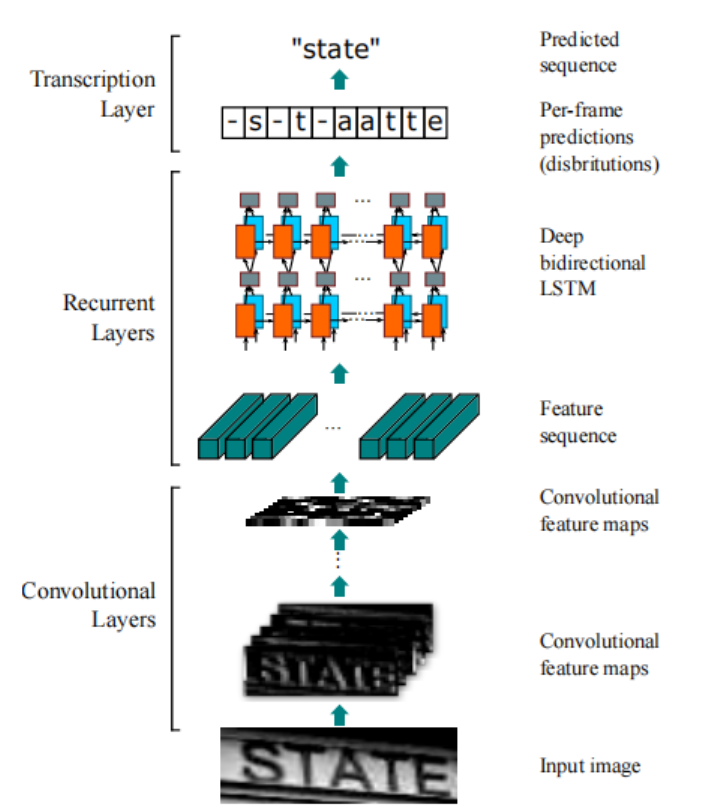 "state"
Predicted
sequence
Transcription
Layer
-s-t-aatte
Per-frame
predictions
(disbritutions)
Recurrent
Layers
Deep
bidirectional
LSTM
...
...
Feature
sequence
...
Convolutional
Layers
Convolutional
feature maps
STATE
Convolutional
feature maps
STATE
Input image